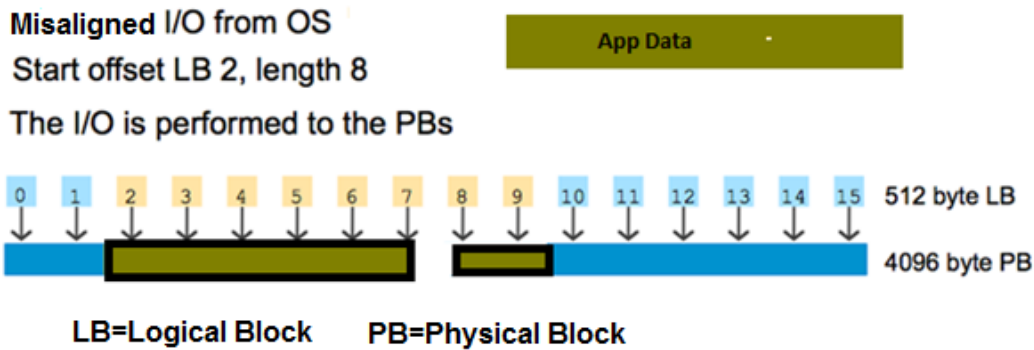 Misaligned I/O from OS
App Data
Start offset LB 2, length 8
The I/O is performed to the PBs
0 1 2 3 4 5 6 7 8 9 10 11 12 13 14 15 512 byte LB
4096 byte PB
LB=Logical Block PB=Physical Block